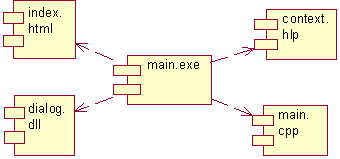 index.
html
context.
hlp
main.exe
dialog.
dll
main.
cpp